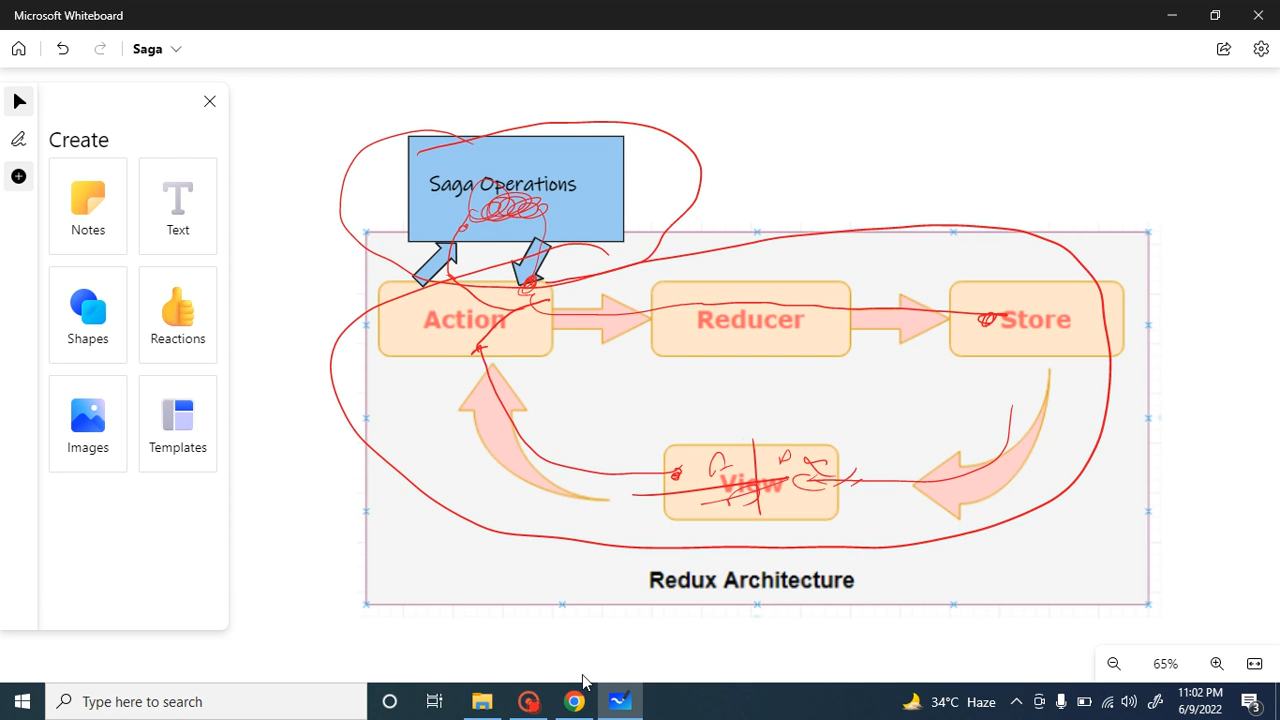 Microsoft Whiteboard
Saga
Create
Notes
Text
Shapes
Reactions
Images
Templates
Saga Operations
Action
Reducer
Store
View
Redux Architecture
65%
Type here to search
34°C Haze
11:02 PM
6/9/2022
3